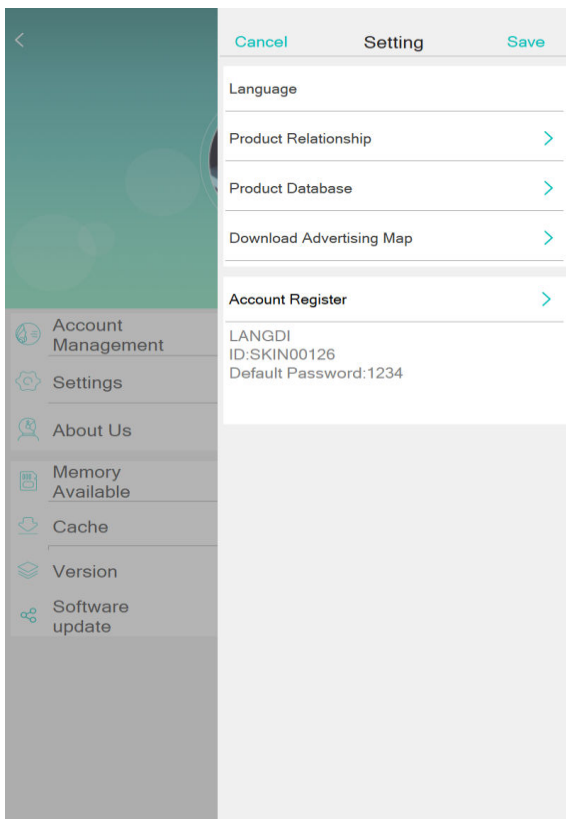 Cancel
Setting
Save
Language
Product Relationship
Product Database
Download Advertising Map
Account Register
LANGDI
ID:SKIN00126
Default Password:1234
Account
Management
Settings
About Us
Memory
Available
Cache
Version
Software
update